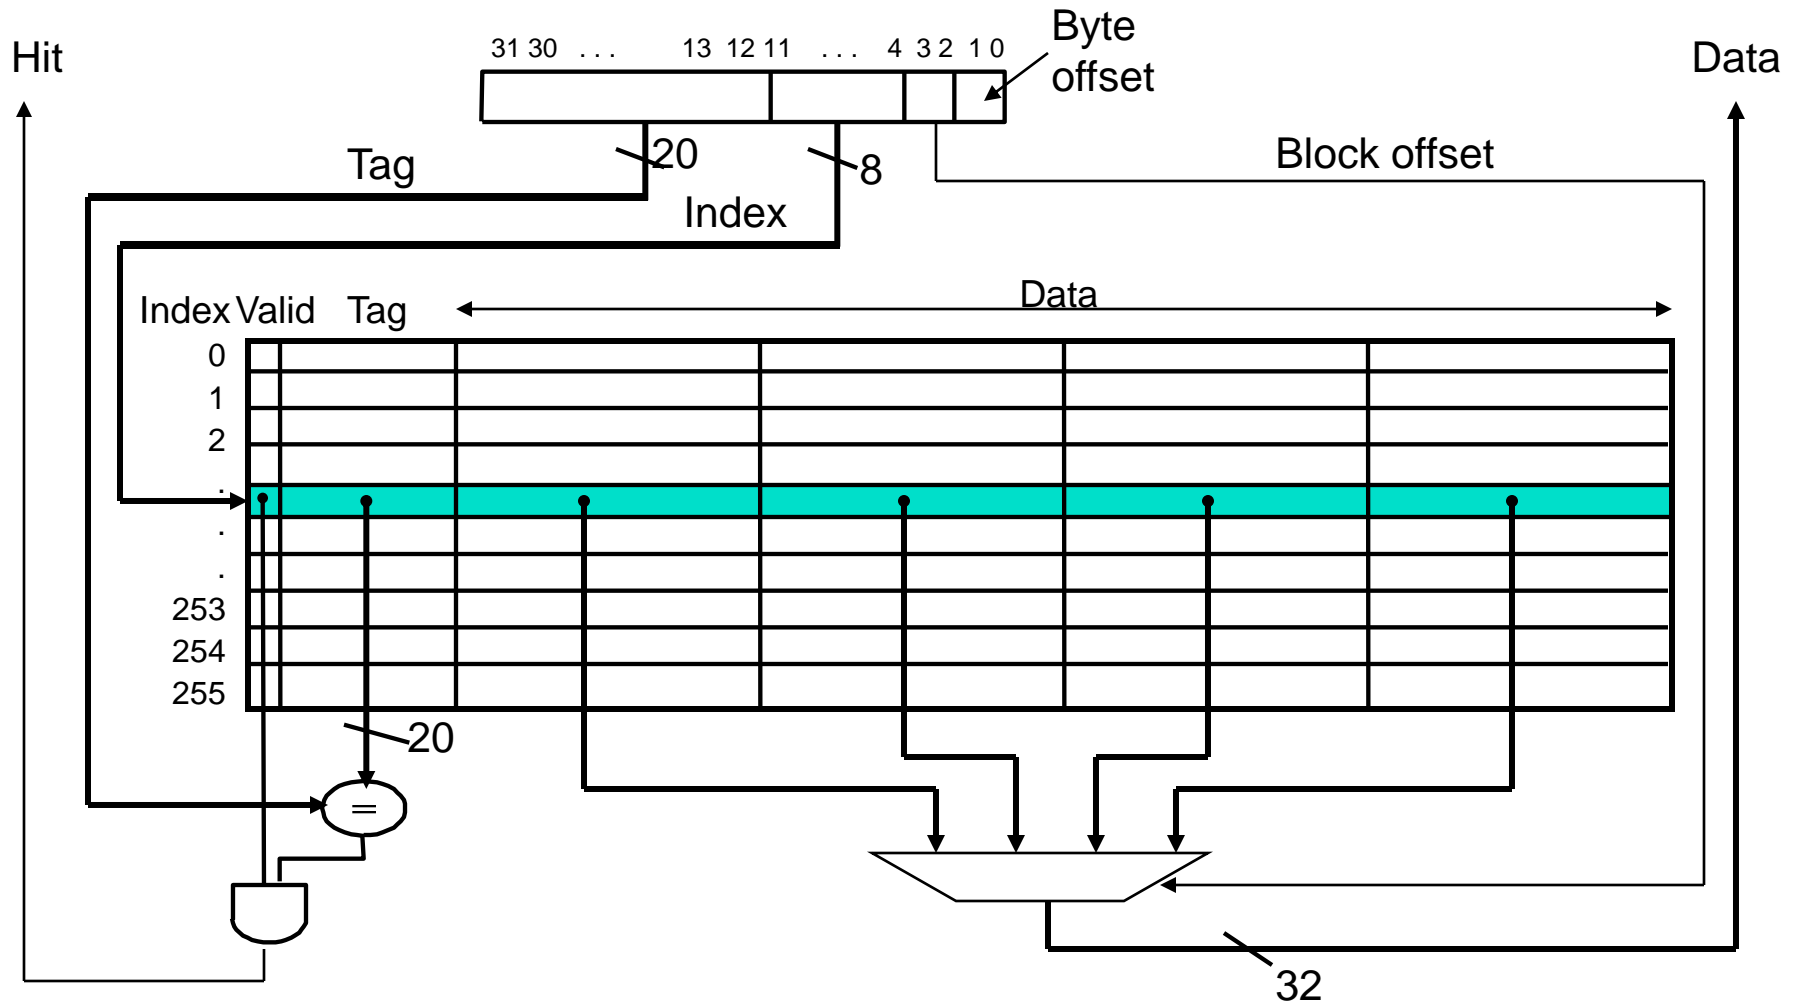 Hit
31 30 . . . 13 12 11 . . . 4 3 2 1 0
Byte
offset
Data
Tag
20
8
Block offset
Index
Index Valid Tag
Data
0
1
2
.
.
.
253
254
255
20
=
32